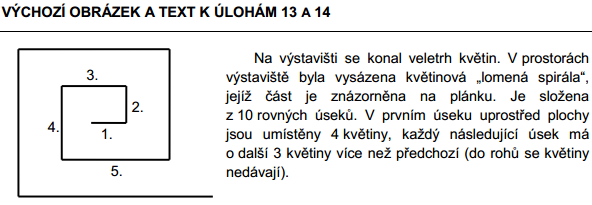 VÝCHOZÍ OBRÁZEK A TEXT K ÚLOHÁM 13 A 14
Na výstavišti se konal veletrh květin. V prostorách
výstaviště byla vysázena květinová „lomená spirála“,
jejíž část je znázorněna na plánku. Je složena
z 10 rovných úseků. V prvním úseku uprostřed plochy
jsou umístěny 4 květiny, každý následující úsek má
o další 3 květiny více než předchozí (do rohů se květiny
nedávají).
3.
2.
4.
1.
5.